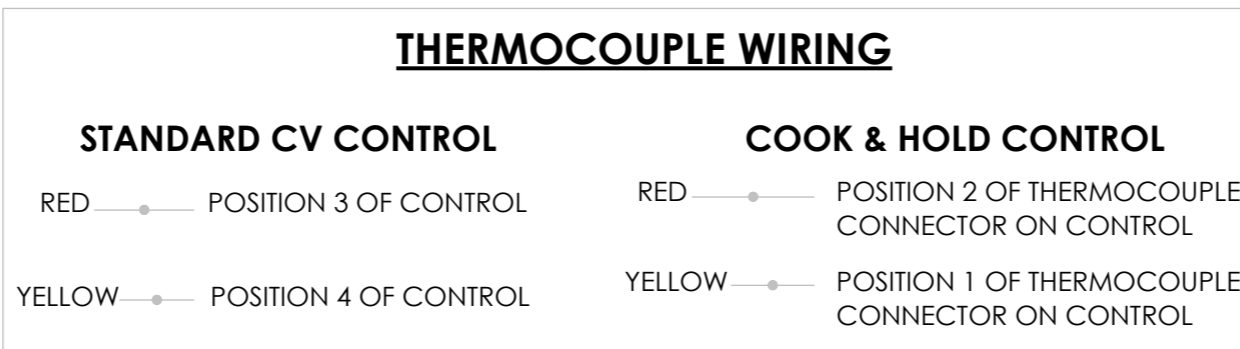 THERMOCOUPLE WIRING
STANDARD CV CONTROL
RED POSITION 3 OF CONTROL
YELLOW POSITION 4 OF CONTROL
COOK & HOLD CONTROL
RED POSITION 2 OF THERMOCOUPLE
CONNECTOR ON CONTROL
YELLOW POSITION 1 OF THERMOCOUPLE
CONNECTOR ON CONTROL